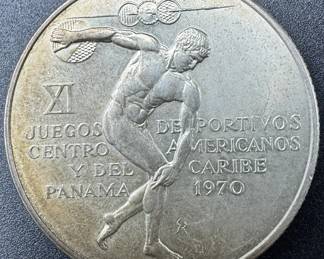 XI
JUEGOS DEPORTIVOS
CENTRO AMERICANOS
Y DEL CARIBE
PANAMA 1970